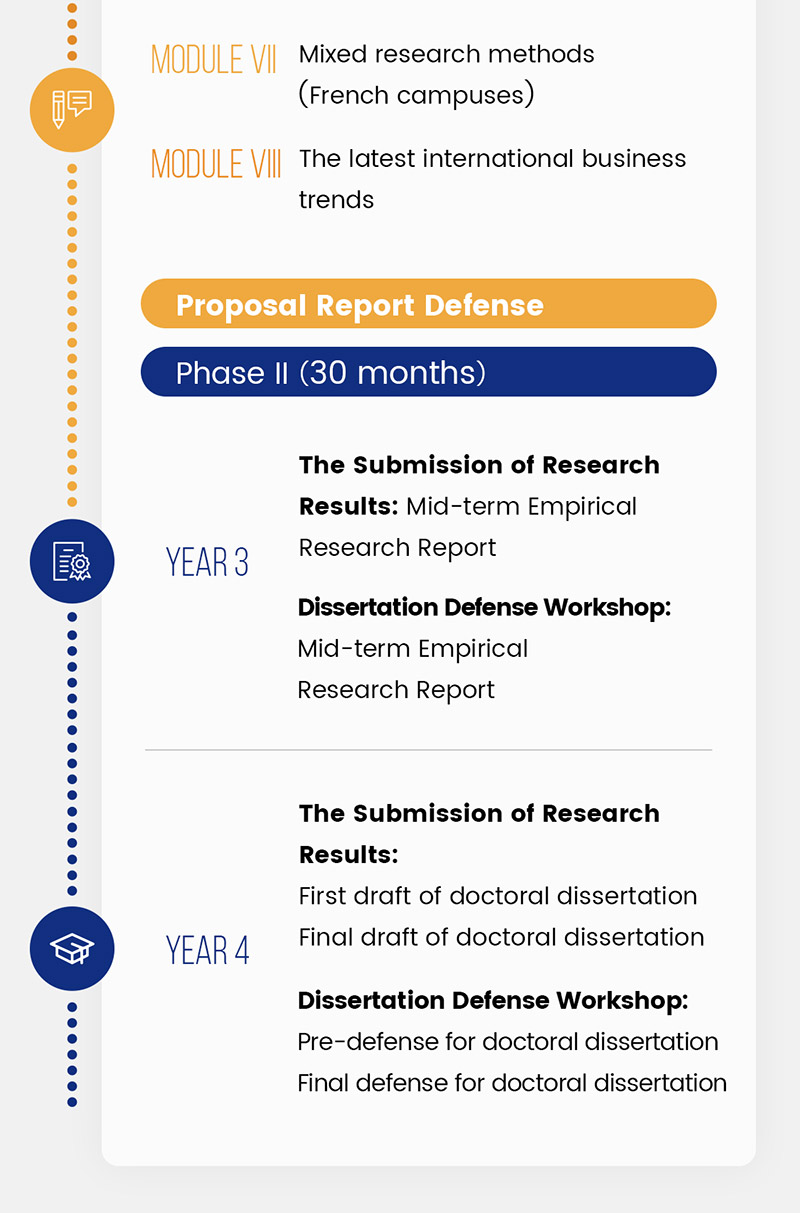 MODULE VII Mixed research methods
(French campuses)
MODULE VIII The latest international business
trends
Proposal Report Defense
Phase II (30 months)
The Submission of Research
Results: Mid-term Empirical
Research Report
YEAR 3
Dissertation Defense Workshop:
Mid-term Empirical
Research Report
The Submission of Research
Results:
First draft of doctoral dissertation
Final draft of doctoral dissertation
YEAR 4
Dissertation Defense Workshop:
Pre-defense for doctoral dissertation
Final defense for doctoral dissertation